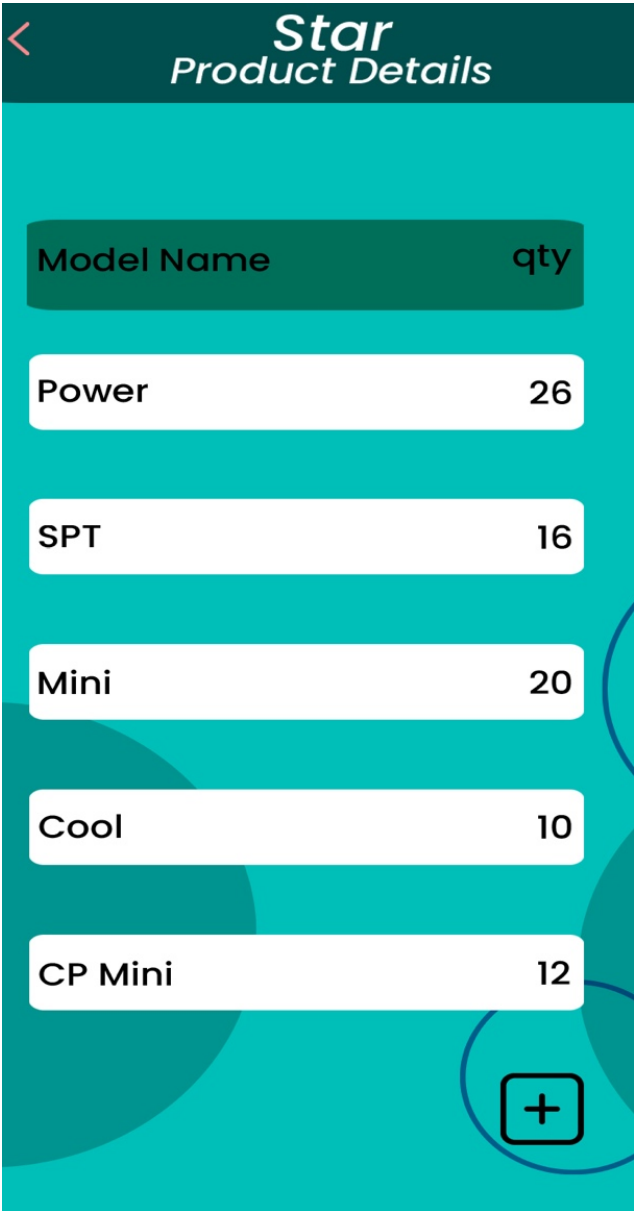 Star
Product Details
Model Name qty
Power 26
SPT 16
Mini 20
Cool 10
CP Mini 12
+